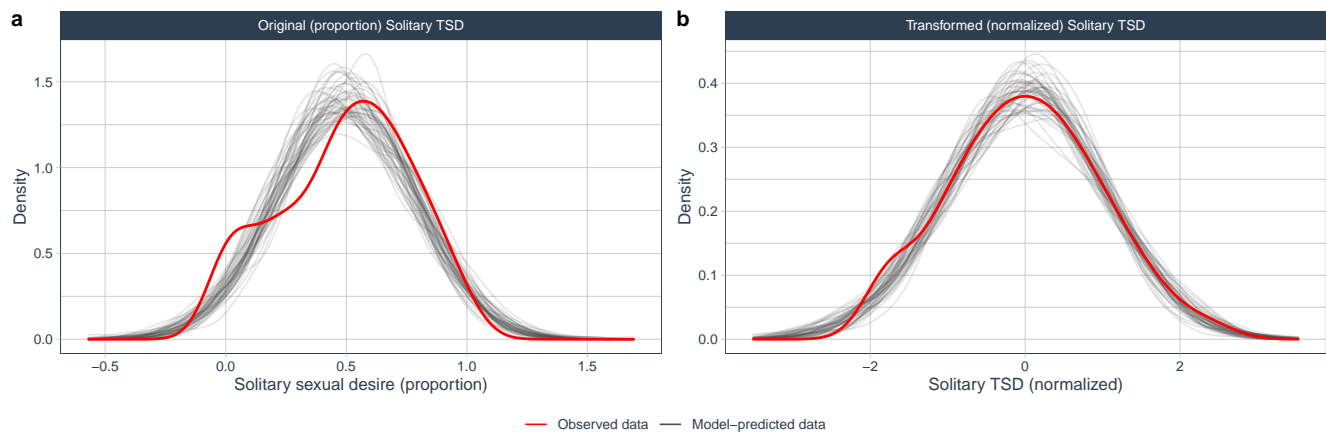 a
Original (proportion) Solitary TSD
1.5
1.0
0.5
0.0
Density
−0.5 0.0 0.5 1.0 1.5
Solitary sexual desire (proportion)
b
Transformed (normalized) Solitary TSD
0.4
0.3
0.2
0.1
0.0
Density
−2 0 2
Solitary TSD (normalized)
Observed data Model−predicted data